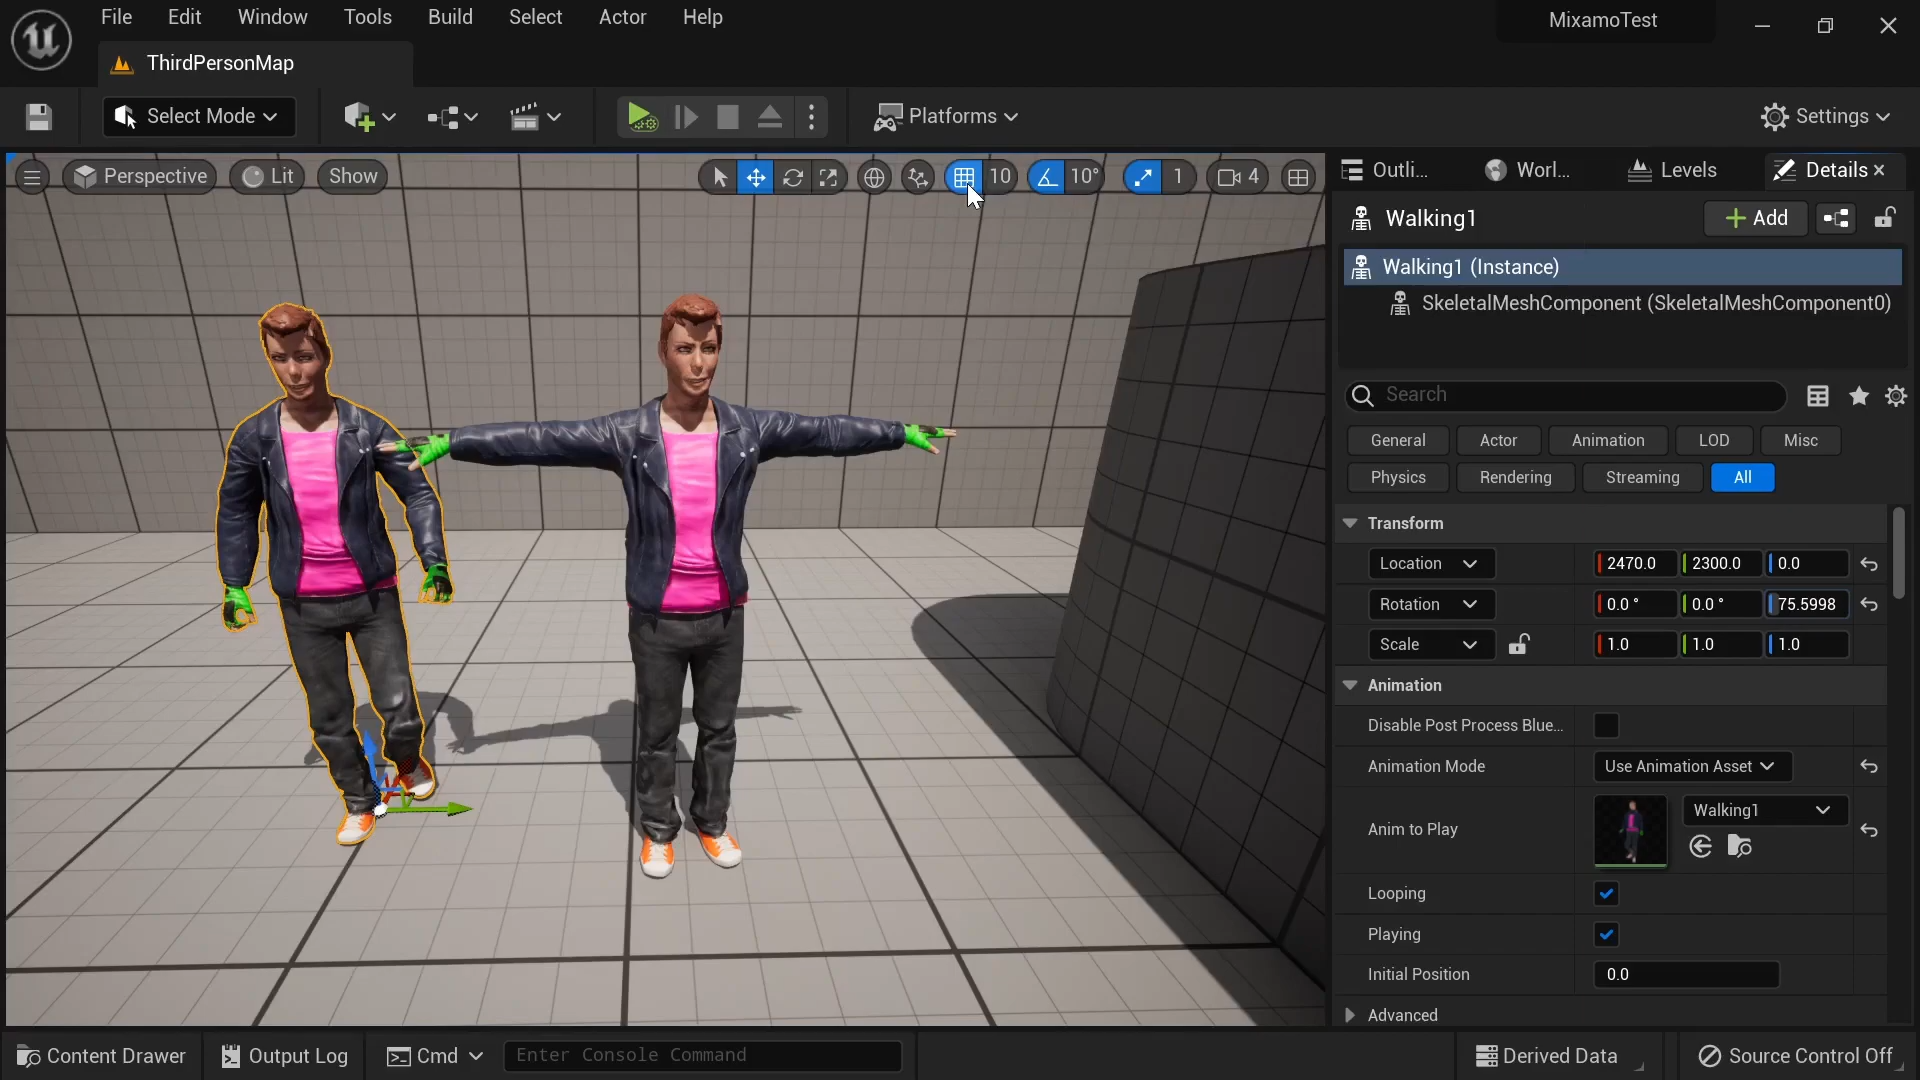 File Edit Window Tools Build Select Actor Help
MixamoTest
ThirdPersonMap
Select Mode
Platforms
Settings
Perspective Lit Show
10 10° 1 4
Outli... Worl... Levels Details
Walking1
Add
Walking1 (Instance)
SkeletalMeshComponent (SkeletalMeshComponent0)
Search
General Actor Animation LOD Misc
Physics Rendering Streaming All
Transform
Location 2470.0 2300.0 0.0
Rotation 0.0 ° 0.0 ° 75.5998
Scale 1.0 1.0 1.0
Animation
Disable Post Process Blue...
Animation Mode Use Animation Asset
Anim to Play Walking1
Looping
Playing
Initial Position 0.0
Advanced
Content Drawer Output Log Cmd Enter Console Command Derived Data Source Control Off